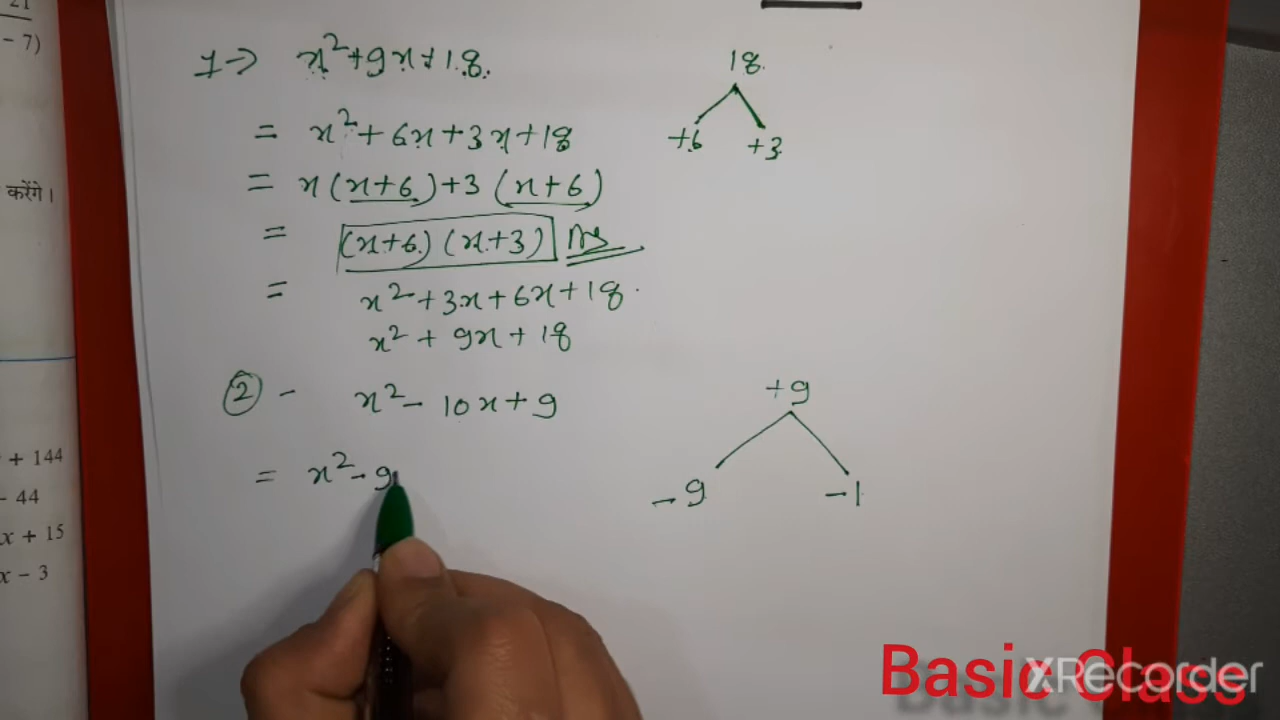 21
- 7)
करेंगे।
+ 144
- 44
x + 15
x - 3
1→ x²+9x+18
= x²+6x+3x+18
= x(x+6)+3(x+6)
= (x+6)(x+3) Ans
= x²+3x+6x+18
x²+9x+18
18
+6 +3
② - x²-10x+9
= x²-9
+9
-9 -1
Basic Class
XRecorder